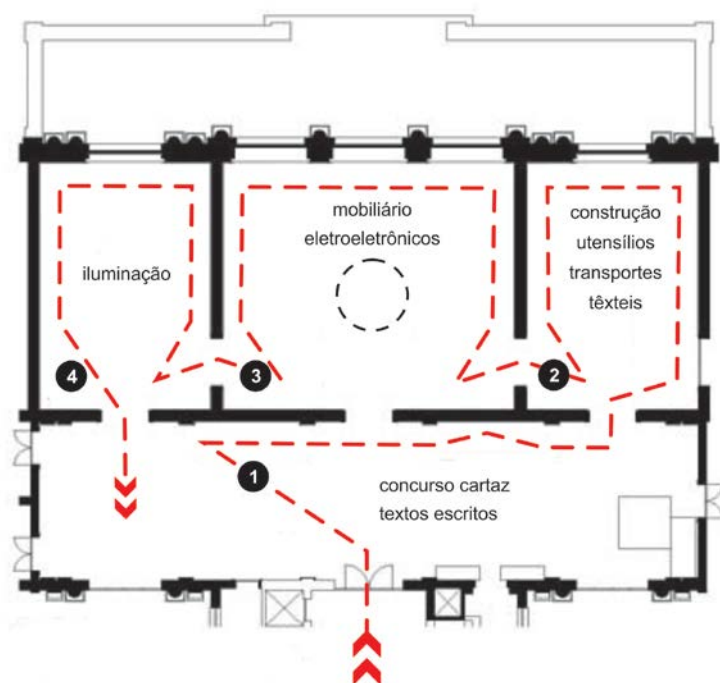 mobiliário
eletroeletrônicos
construção
utensílios
transportes
têxteis
iluminação
4
3
2
1
concurso cartaz
textos escritos